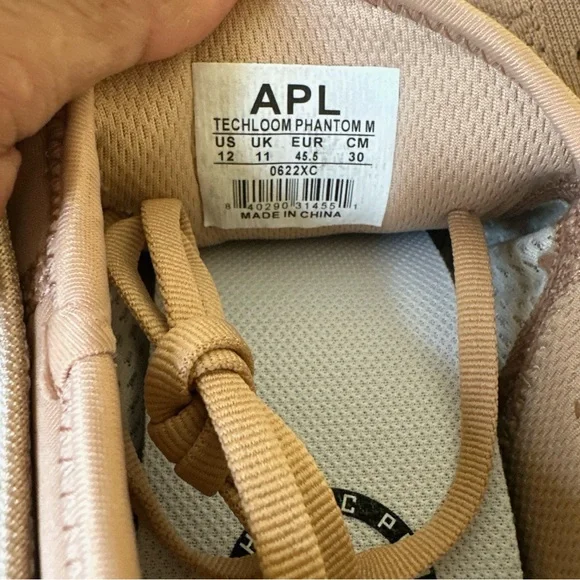 APL
TECHLOOM PHANTOM M
US UK EUR CM
12 11 45.5 30
0622XC
8 40290 31455 1
MADE IN CHINA